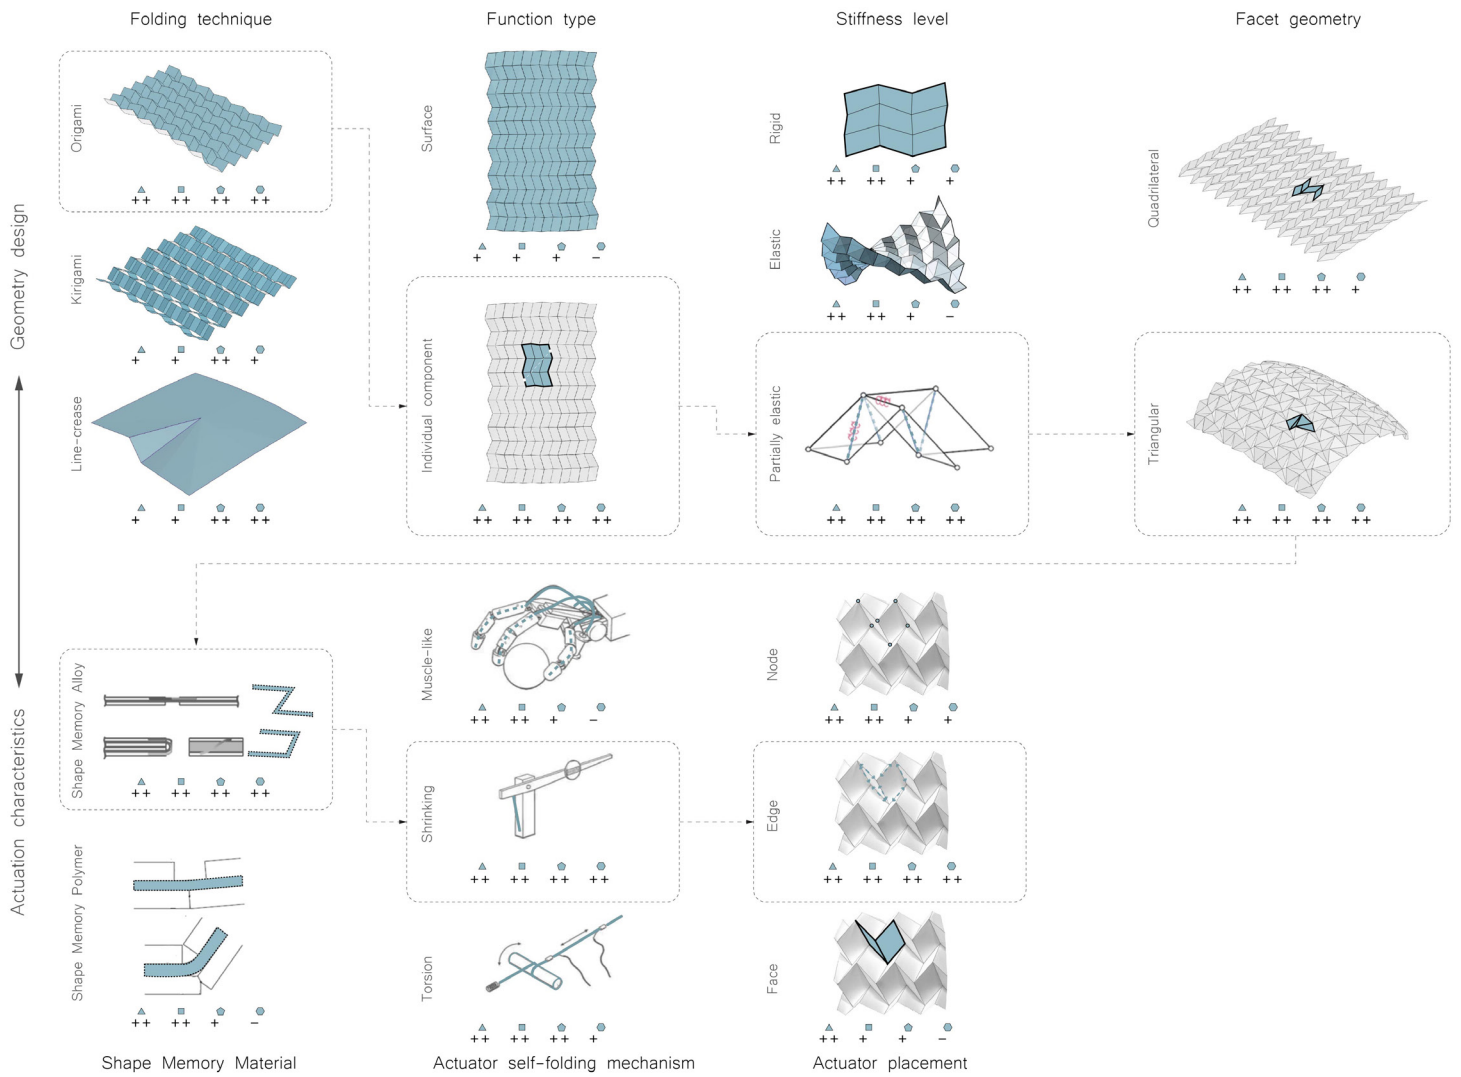 Folding technique
Function type
Stiffness level
Facet geometry
Geometry design
Origami
++ ++ ++ ++
Kirigami
+ + ++ +
Line-crease
+ + ++ ++
Surface
+ + + −
Individual component
++ ++ ++ ++
Rigid
++ ++ + +
Elastic
++ ++ + −
Partially elastic
++ ++ ++ ++
Quadrilateral
++ ++ ++ +
Triangular
++ ++ ++ ++
Actuation characteristics
Shape Memory Alloy
++ ++ ++ ++
Shape Memory Polymer
++ ++ + −
Muscle-like
++ ++ + −
Shrinking
++ ++ ++ ++
Torsion
++ ++ ++ +
Node
++ ++ + +
Edge
++ ++ ++ ++
Face
++ + + −
Shape Memory Material
Actuator self-folding mechanism
Actuator placement